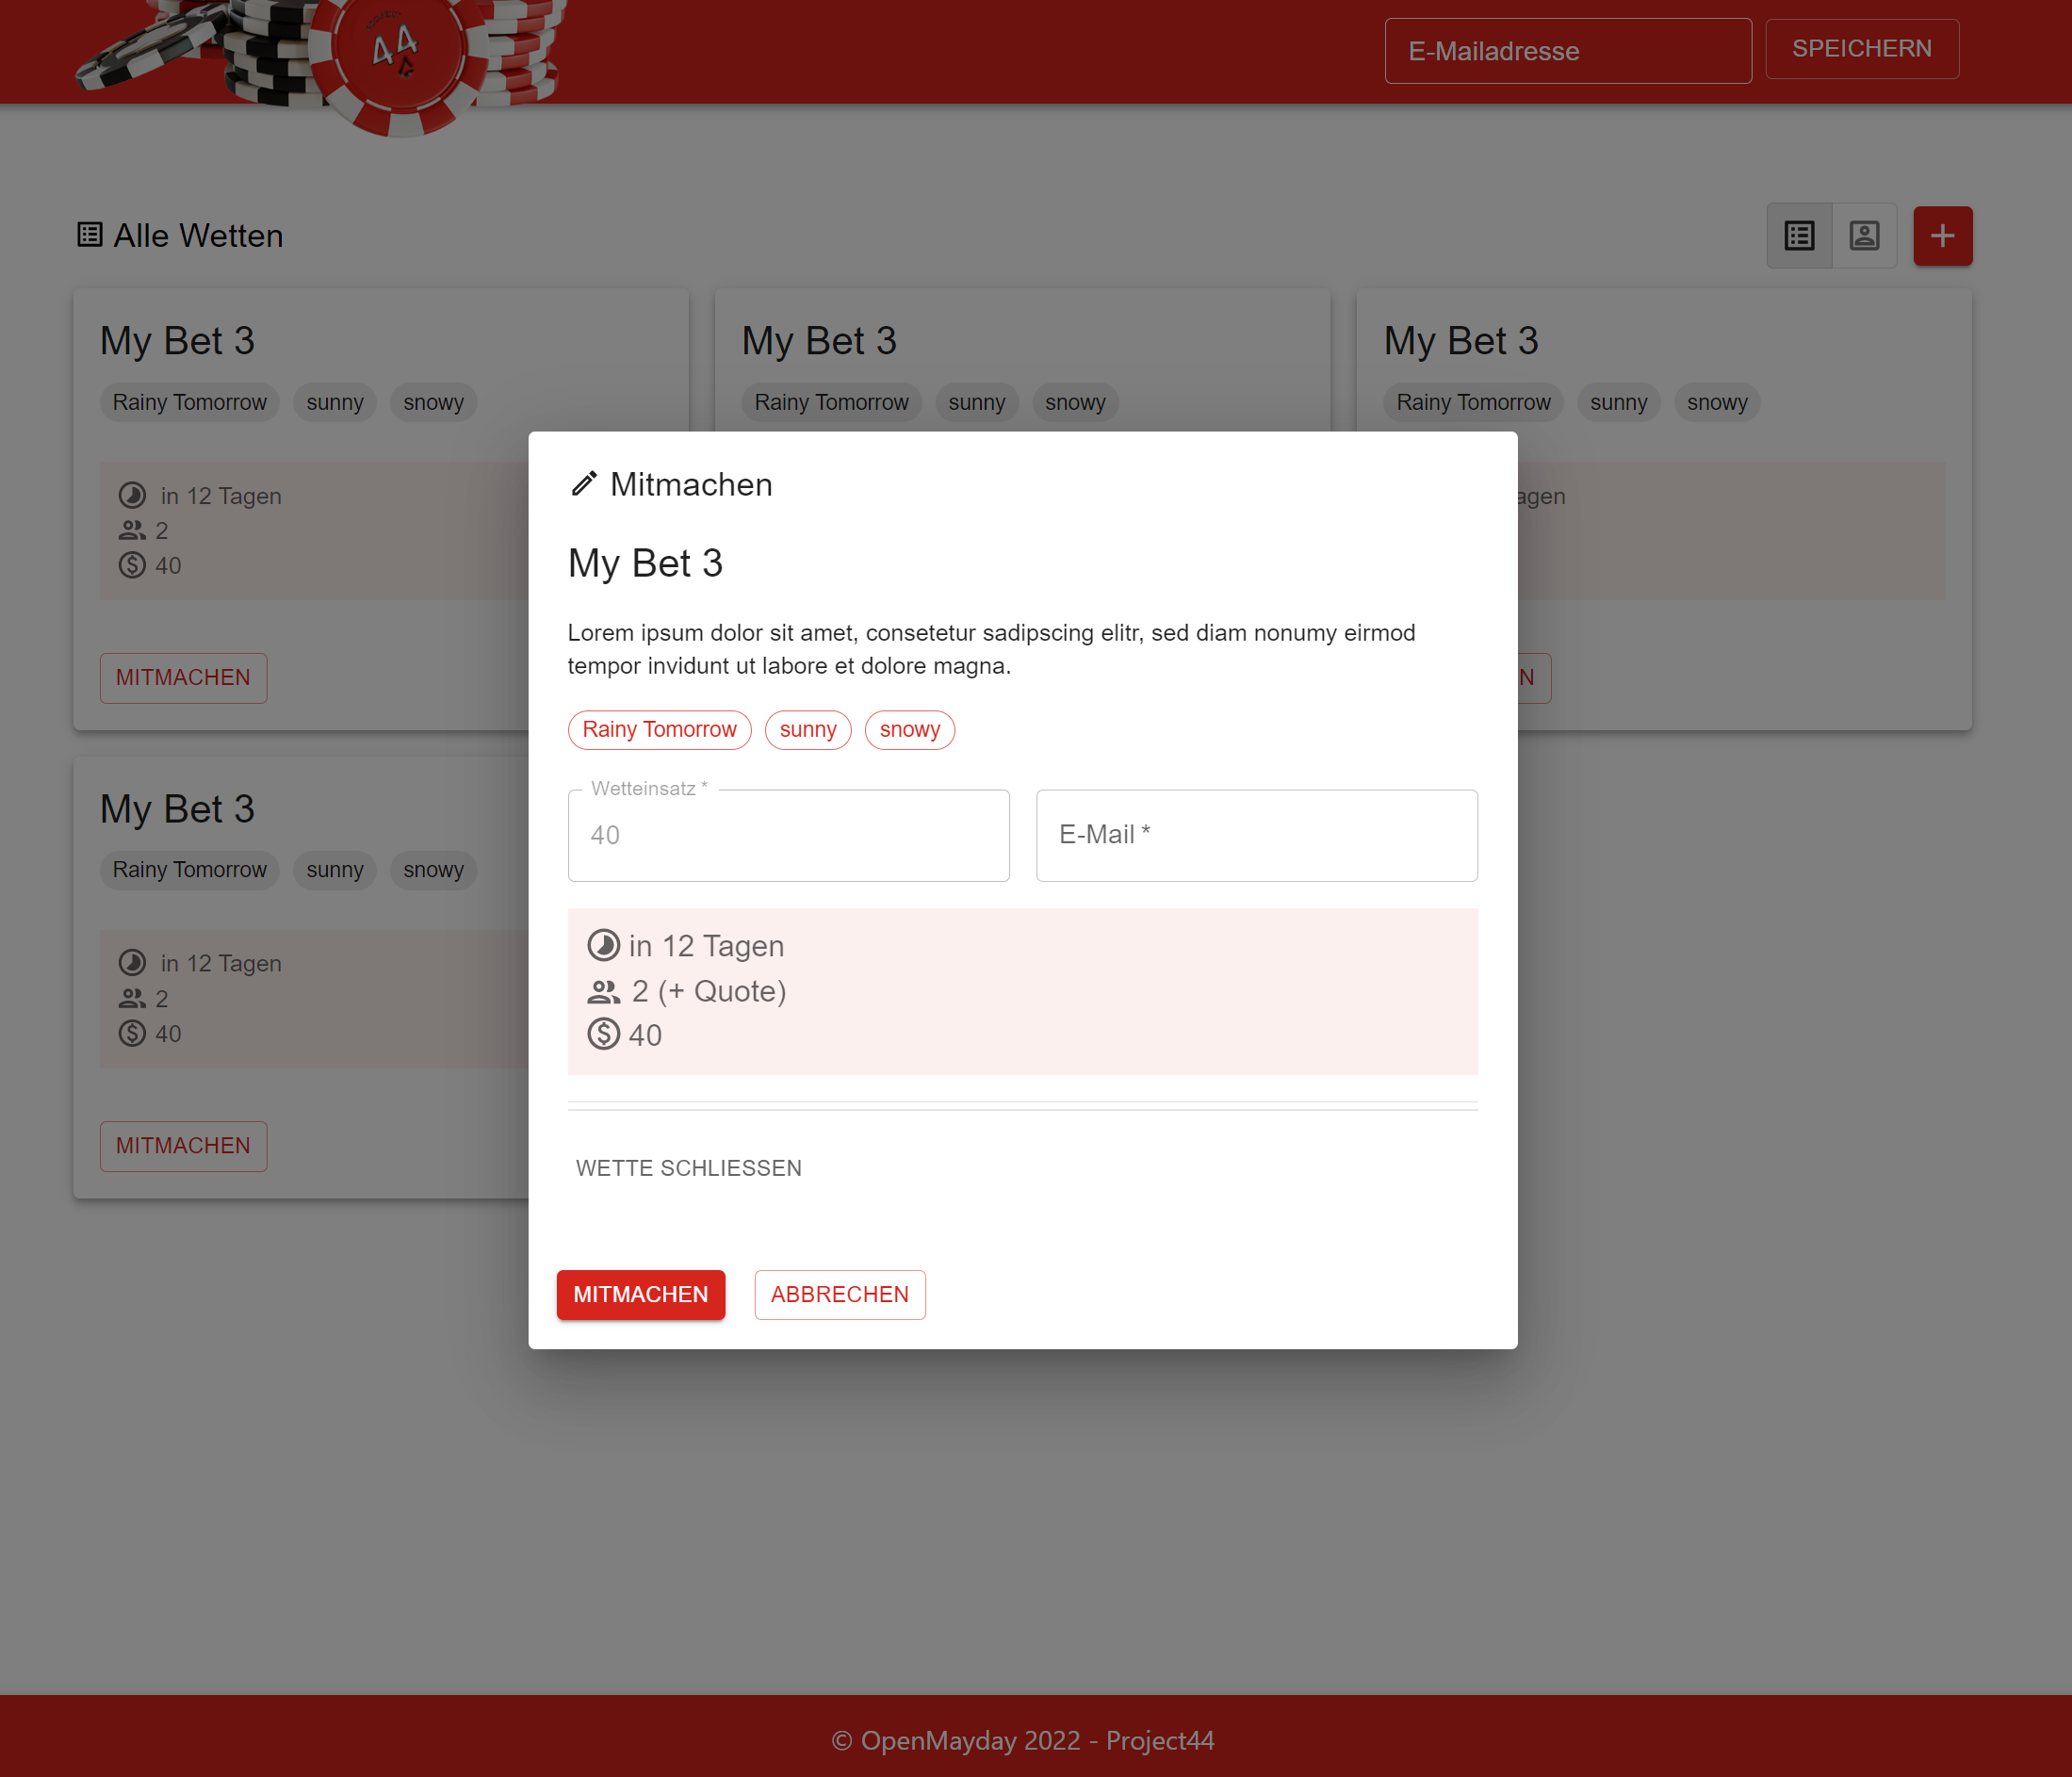 44
E-Mailadresse
SPEICHERN
Alle Wetten
My Bet 3
Rainy Tomorrow sunny snowy
in 12 Tagen
2
40
MITMACHEN
My Bet 3
Rainy Tomorrow sunny snowy
My Bet 3
Rainy Tomorrow sunny snowy
agen
N
My Bet 3
Rainy Tomorrow sunny snowy
in 12 Tagen
2
40
MITMACHEN
Mitmachen
My Bet 3
Lorem ipsum dolor sit amet, consetetur sadipscing elitr, sed diam nonumy eirmod
tempor invidunt ut labore et dolore magna.
Rainy Tomorrow sunny snowy
Wetteinsatz *
40
E-Mail *
in 12 Tagen
2 (+ Quote)
40
WETTE SCHLIESSEN
MITMACHEN ABBRECHEN
© OpenMayday 2022 - Project44